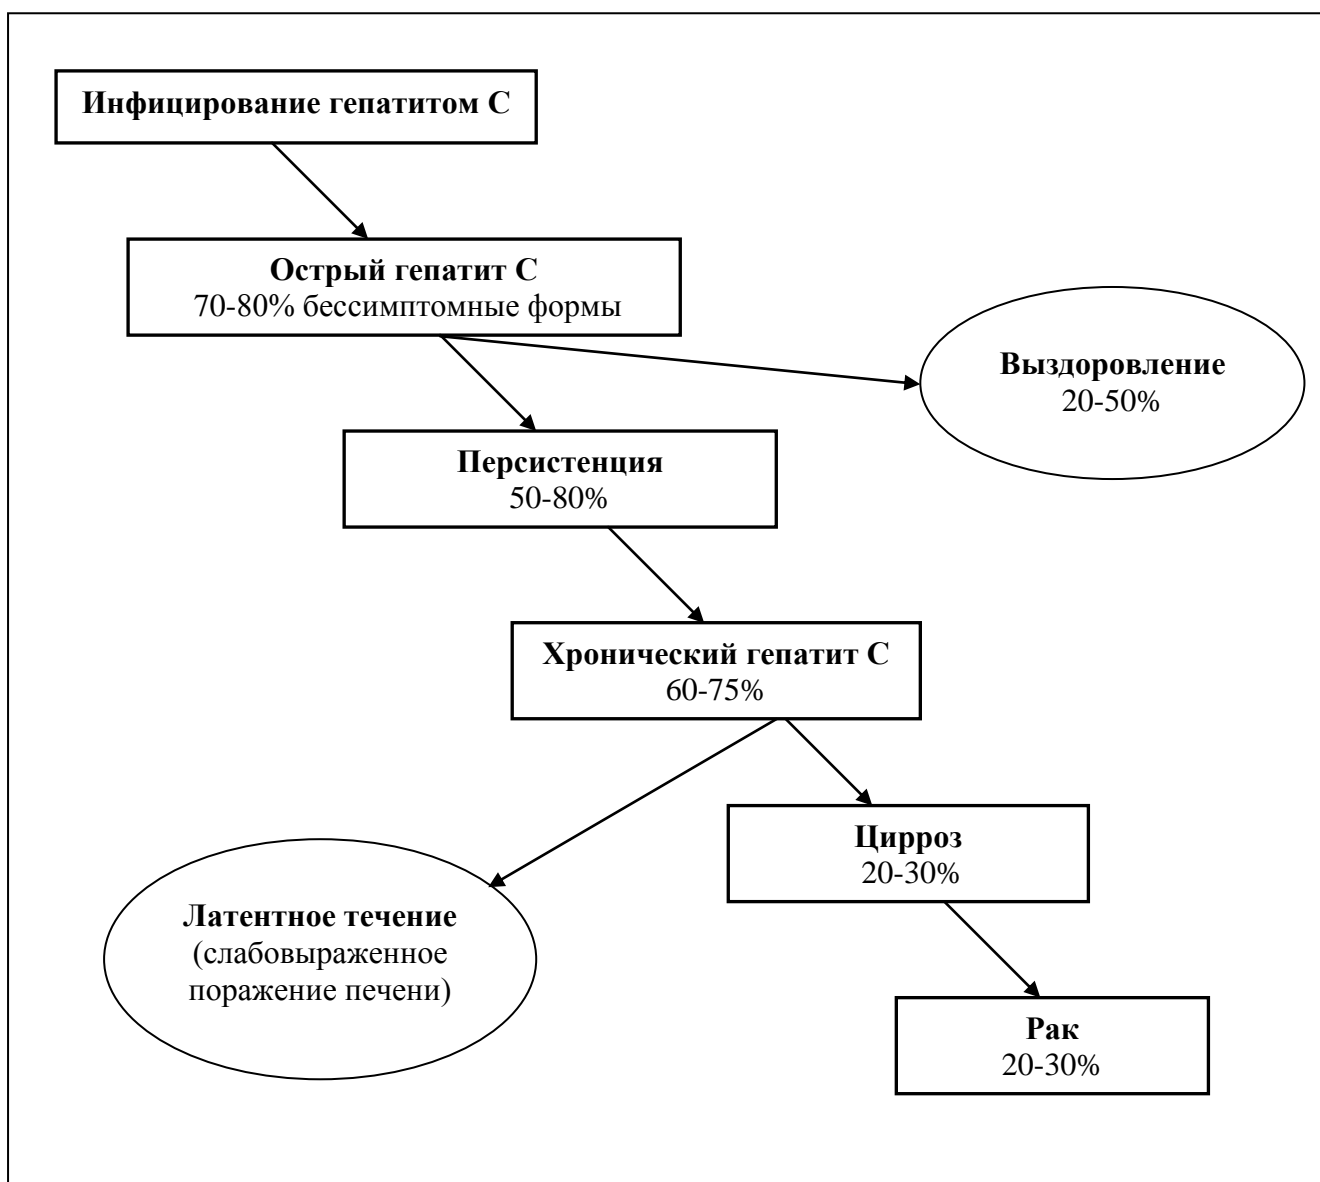 Инфицирование гепатитом С
Острый гепатит С
70-80% бессимптомные формы
Выздоровление
20-50%
Персистенция
50-80%
Хронический гепатит С
60-75%
Цирроз
20-30%
Латентное течение
(слабовыраженное
поражение печени)
Рак
20-30%